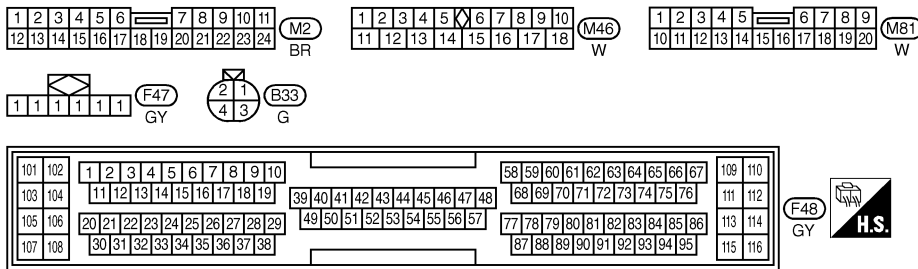 1 2 3 4 5 6 7 8 9 10 11
12 13 14 15 16 17 18 19 20 21 22 23 24
M2
BR
1 2 3 4 5 6 7 8 9 10
11 12 13 14 15 16 17 18
M46
W
1 2 3 4 5 6 7 8 9
10 11 12 13 14 15 16 17 18 19 20
M81
W
1 1 1 1 1 1
F47
GY
2 1
4 3
B33
G
101 102
103 104
105 106
107 108
1 2 3 4 5 6 7 8 9 10
11 12 13 14 15 16 17 18 19
20 21 22 23 24 25 26 27 28 29
30 31 32 33 34 35 36 37 38
39 40 41 42 43 44 45 46 47 48
49 50 51 52 53 54 55 56 57
58 59 60 61 62 63 64 65 66 67
68 69 70 71 72 73 74 75 76
77 78 79 80 81 82 83 84 85 86
87 88 89 90 91 92 93 94 95
109 110
111 112
113 114
115 116
F48
GY
H.S.